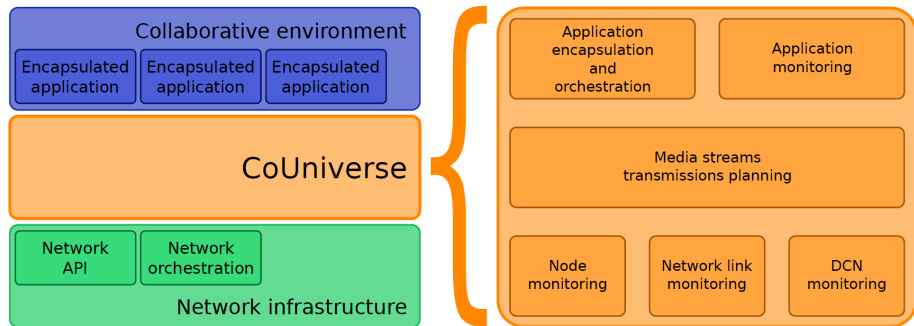 Collaborative environment
Encapsulated
application
Encapsulated
application
Encapsulated
application
CoUniverse
Network
API
Network
orchestration
Network infrastructure
Application
encapsulation
and
orchestration
Application
monitoring
Media streams
transmissions planning
Node
monitoring
Network link
monitoring
DCN
monitoring